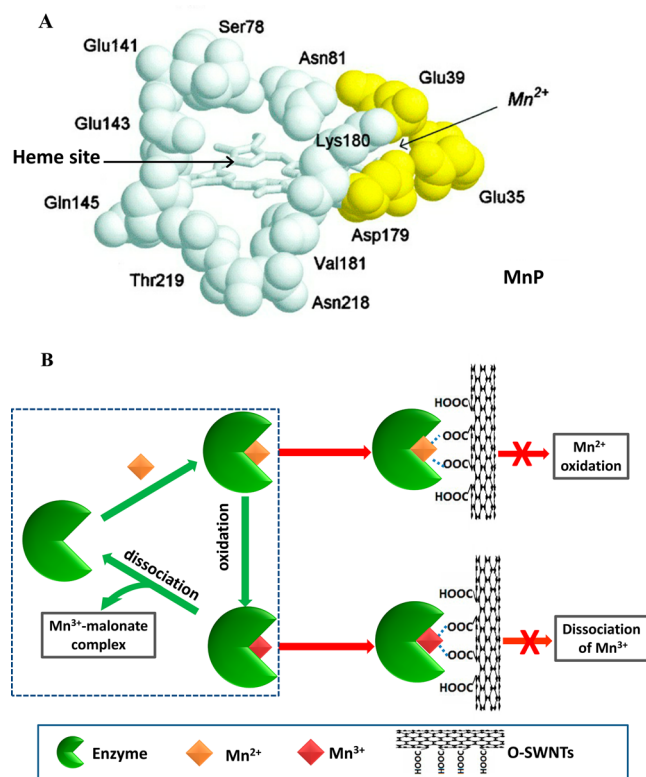 A
Ser78
Glu141
Asn81
Glu39
Mn²⁺
Glu143
Lys180
Heme site
Gln145
Glu35
Asp179
Val181
Thr219
MnP
Asn218
B
HOOC
OOC
OOC
HOOC
Mn²⁺
oxidation
oxidation
dissociation
Mn³⁺-malonate
complex
HOOC
OOC
OOC
HOOC
Dissociation
of Mn³⁺
Enzyme
Mn²⁺
Mn³⁺
HOOC
HOOC
HOOC
HOOC
O-SWNTs